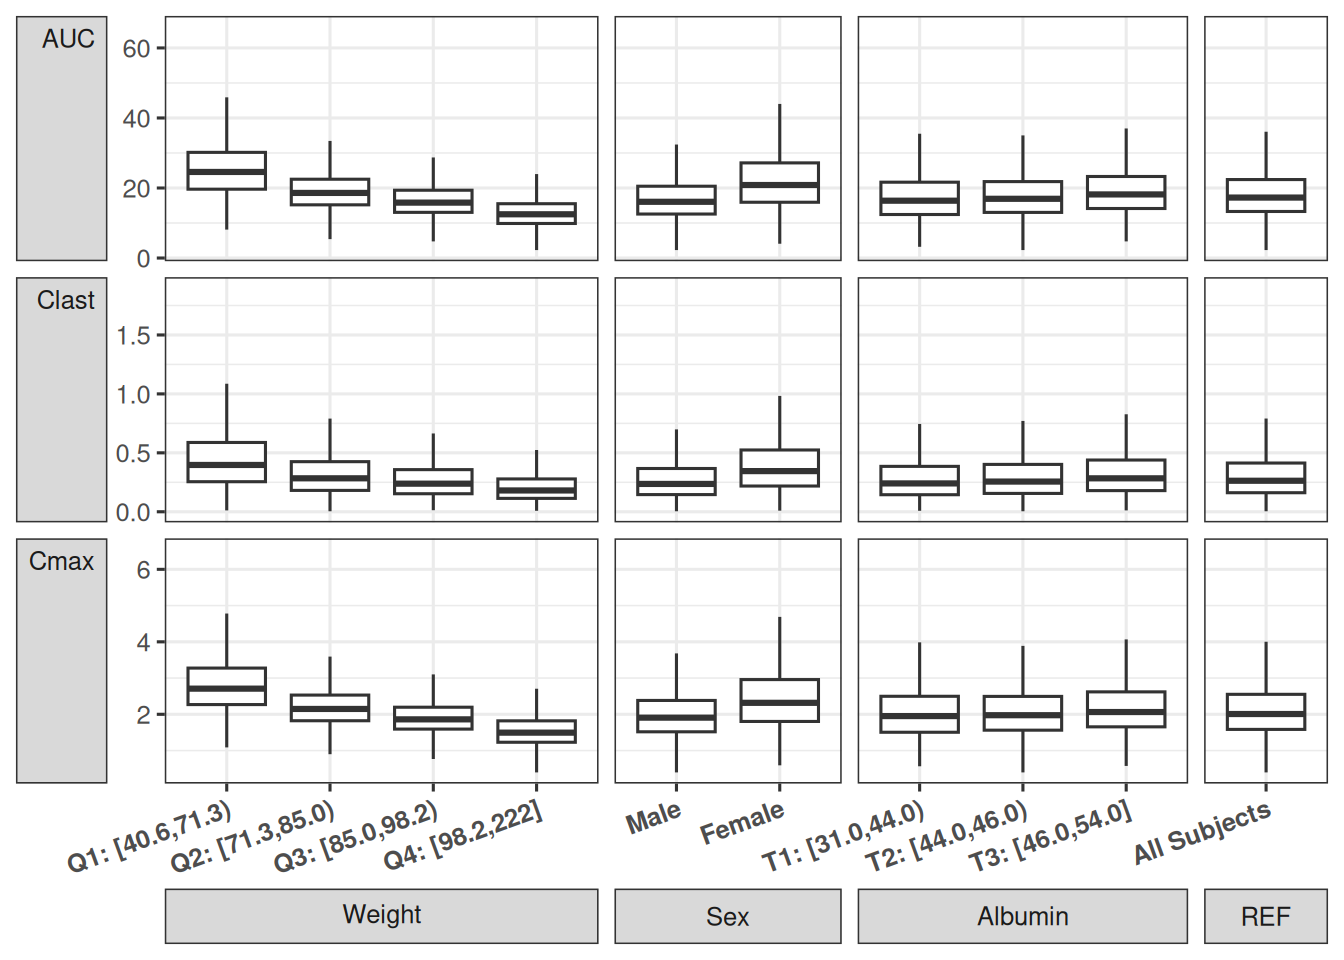 AUC
60
40
20
0
Clast
1.5
1.0
0.5
0.0
Cmax
6
4
2
Q1: [40.6,71.3)
Q2: [71.3,85.0)
Q3: [85.0,98.2)
Q4: [98.2,222]
Male
Female
T1: [31.0,44.0)
T2: [44.0,46.0)
T3: [46.0,54.0]
All Subjects
Weight
Sex
Albumin
REF